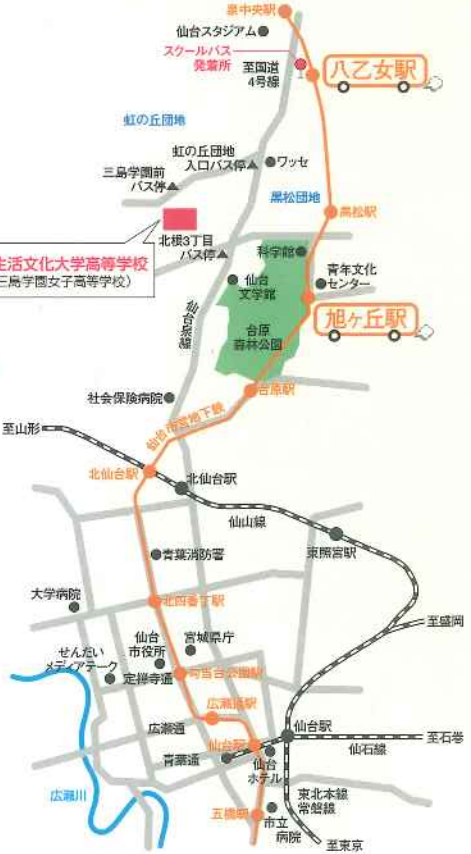 泉中央駅
仙台スタジアム
スクールバス
発着所
至国道
4号線
八乙女駅
虹の丘団地
虹の丘団地
入口バス停
ワッセ
三島学園前
バス停
黒松団地
黒松駅
北根3丁目
バス停
科学館
生活文化大学高等学校
三島学園女子高等学校)
仙台
文学館
青年文化
センター
仙台泉線
旭ヶ丘駅
台原
森林公園
台原駅
社会保険病院
仙台市営地下鉄
至山形
北仙台駅
北仙台駅
仙山線
東照宮駅
青葉消防署
大学病院
北四番丁駅
至盛岡
仙台
市役所
宮城県庁
せんだい
メディアテーク
定禅寺通
勾当台公園駅
広瀬通駅
広瀬通
仙台駅
仙台駅
至石巻
仙石線
青葉通
仙台
ホテル
広瀬川
東北本線
常磐線
五橋駅
市立
病院
至東京